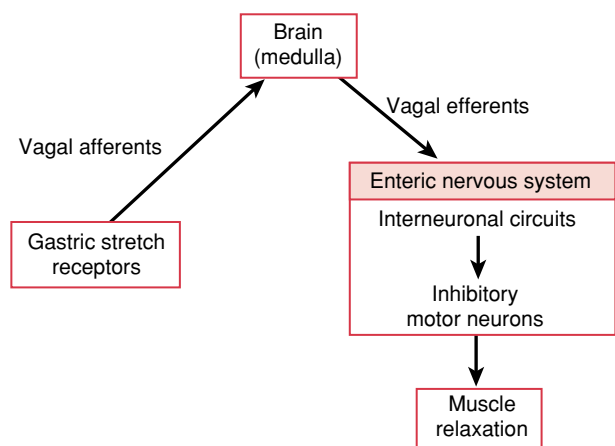 Brain
(medulla)
Vagal efferents
Vagal afferents
Enteric nervous system
Interneuronal circuits
Gastric stretch
receptors
Inhibitory
motor neurons
Muscle
relaxation